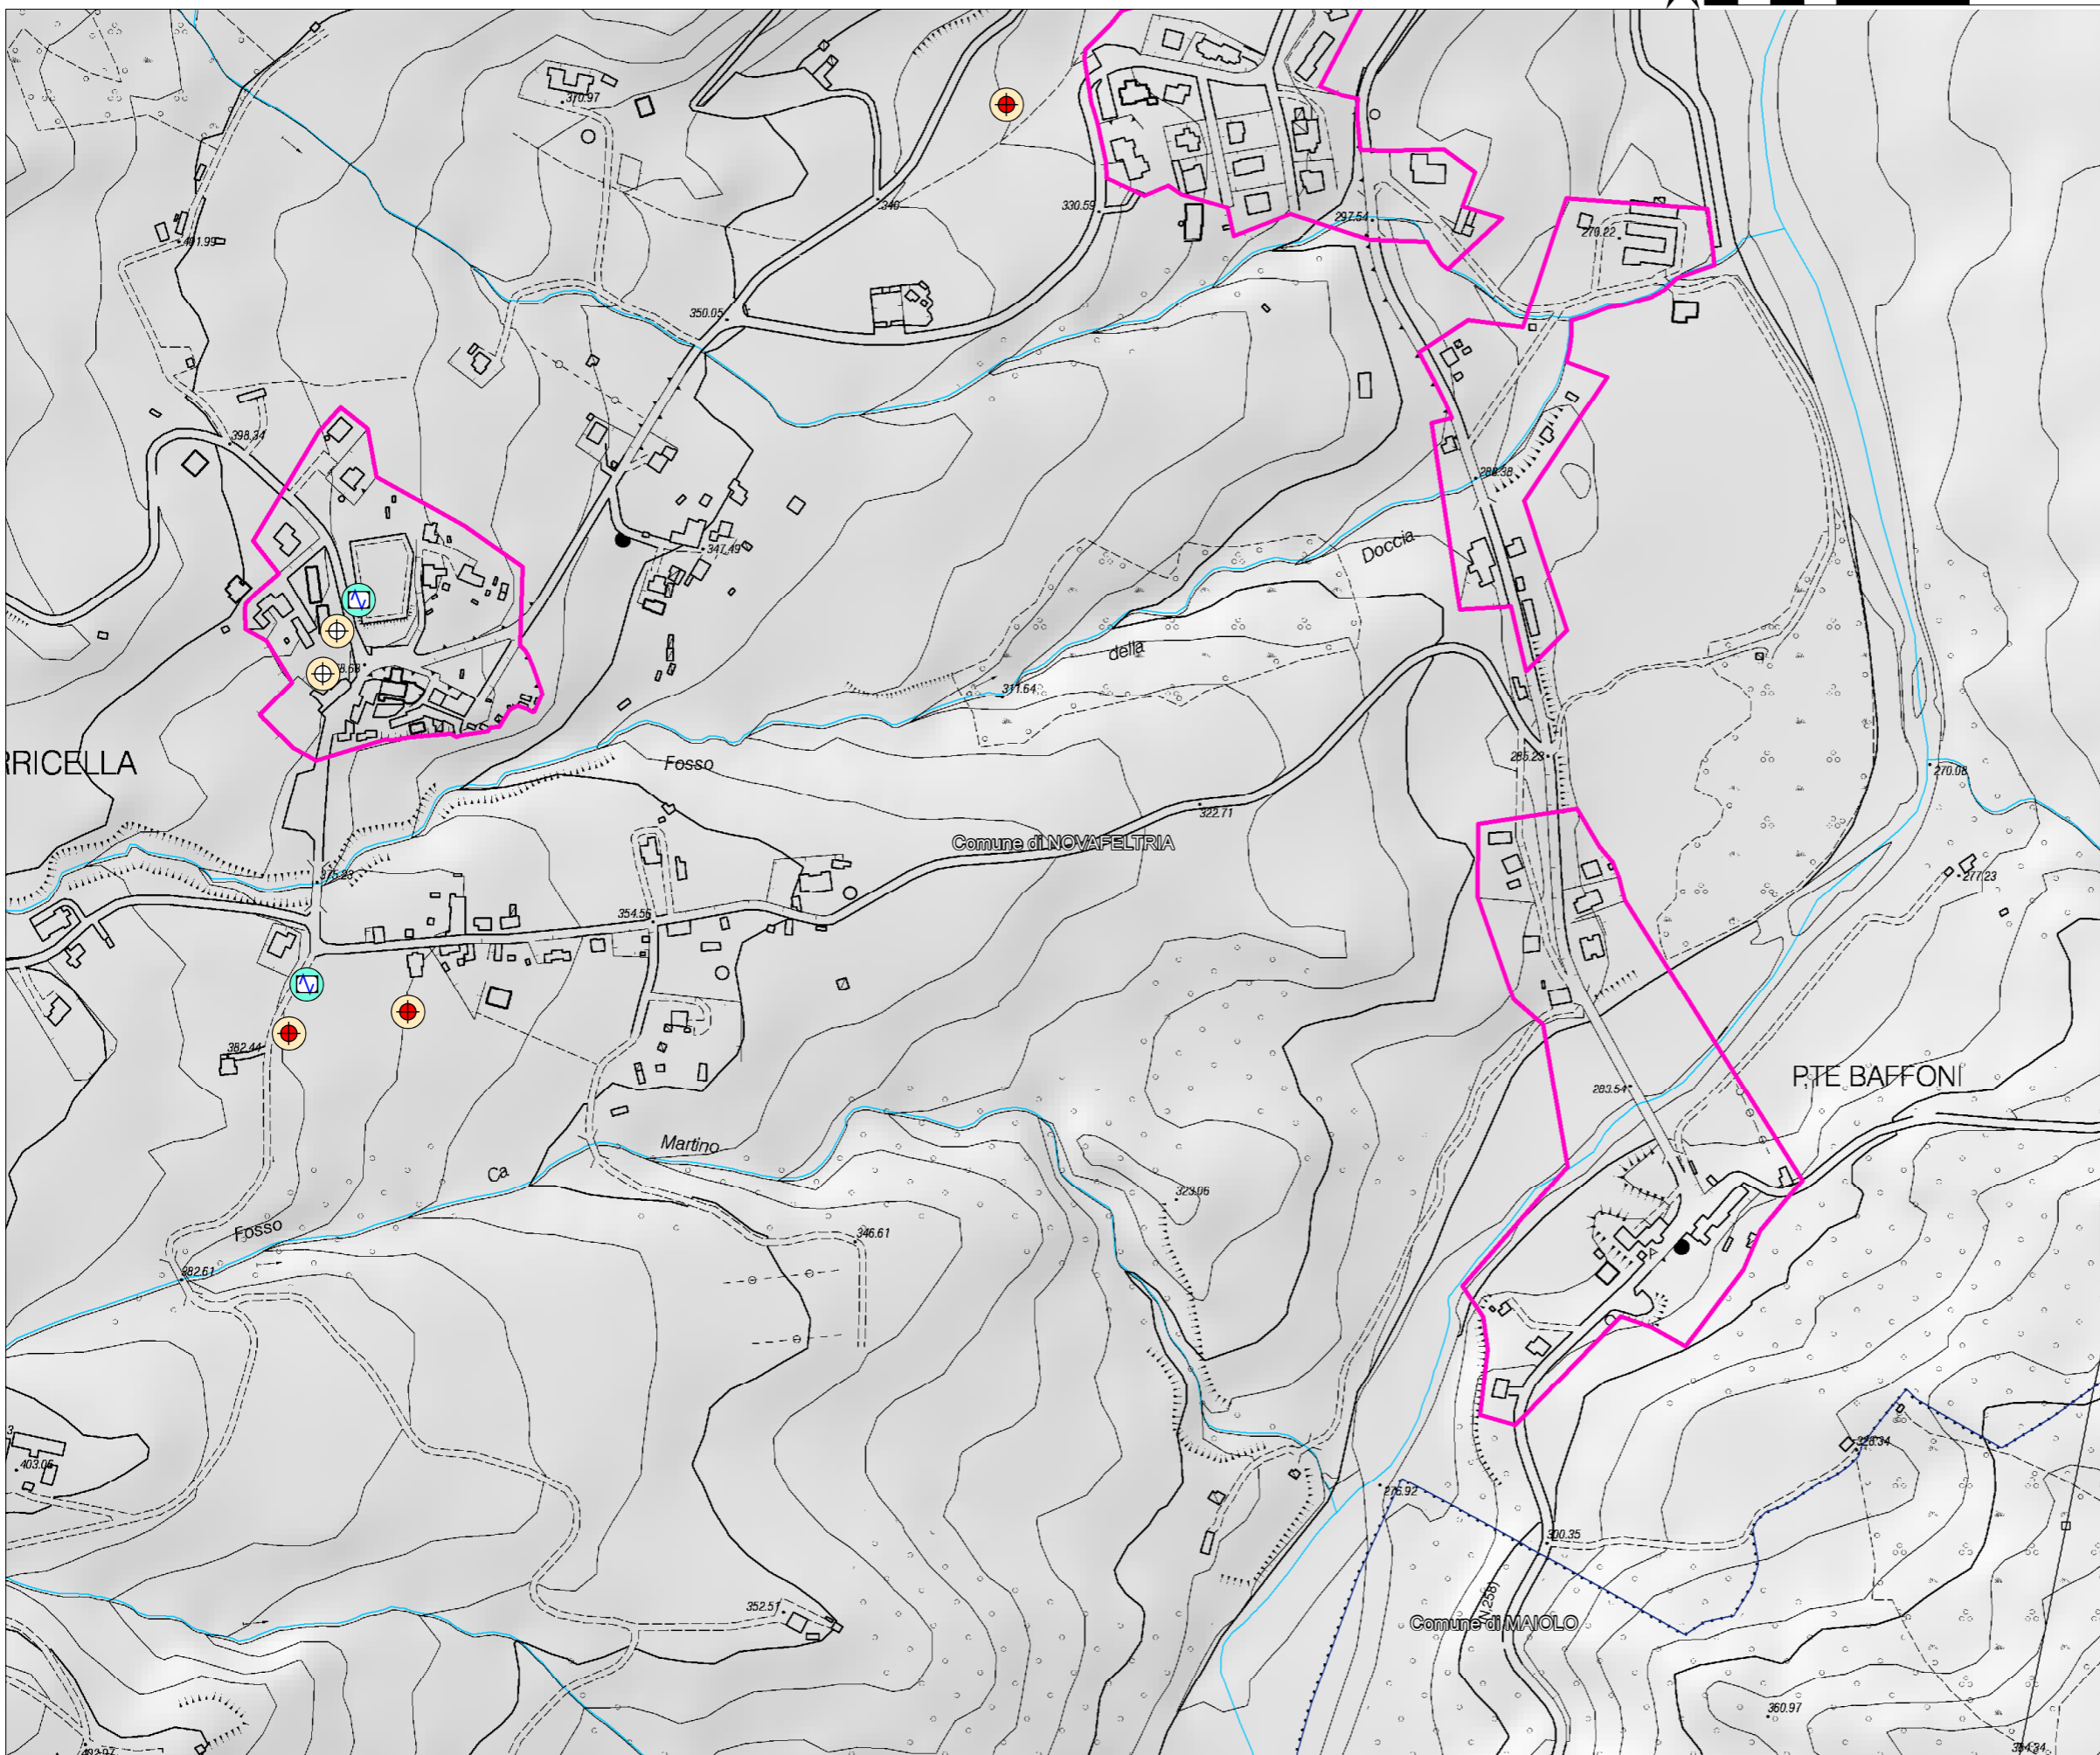 370.97
340
330.59
297.54
270.22
401.99
350.05
398.34
288.38
347.49
Doccia
della
311.64
RRICELLA
Fosso
285.23
270.08
322.71
Comune di NOVAFELTRIA
375.23
277.23
354.56
382.44
283.54
P.TE BAFFONI
Martino
Ca
323.06
Fosso
346.61
382.61
403.05
328.34
276.92
300.35
(N.258)
352.51
Comune di MAIOLO
360.97